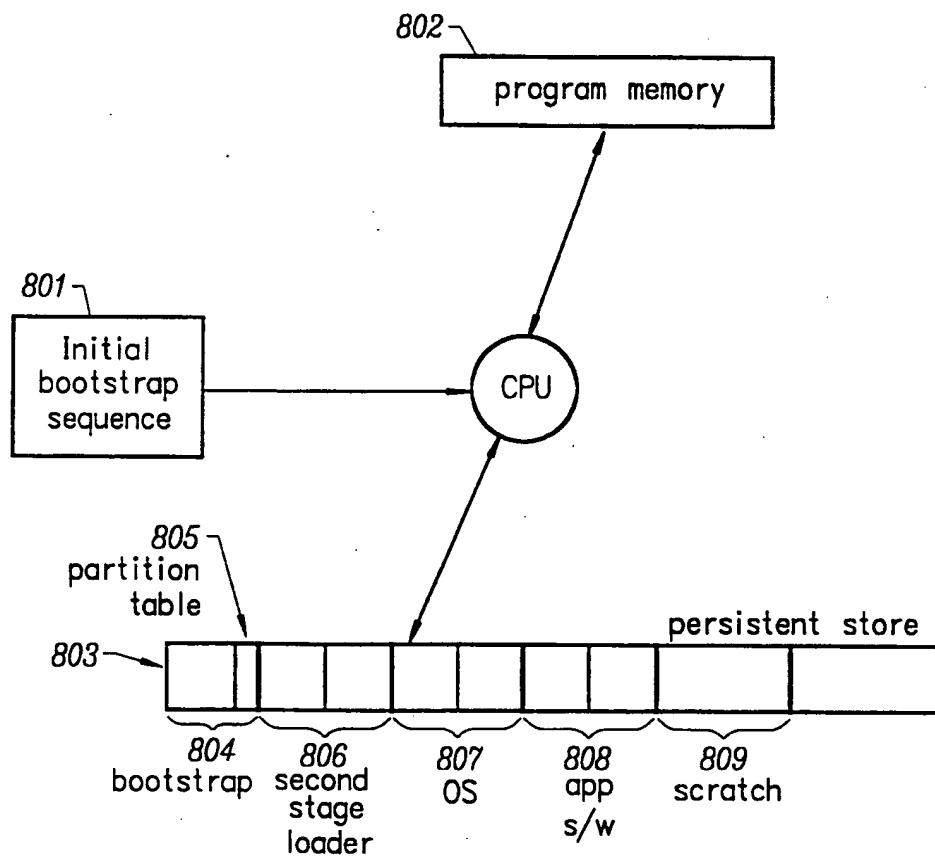 802
program memory
801
Initial
bootstrap
sequence
CPU
805
partition
table
persistent store
803
804
bootstrap
806
second
stage
loader
807
OS
808
app
s/w
809
scratch